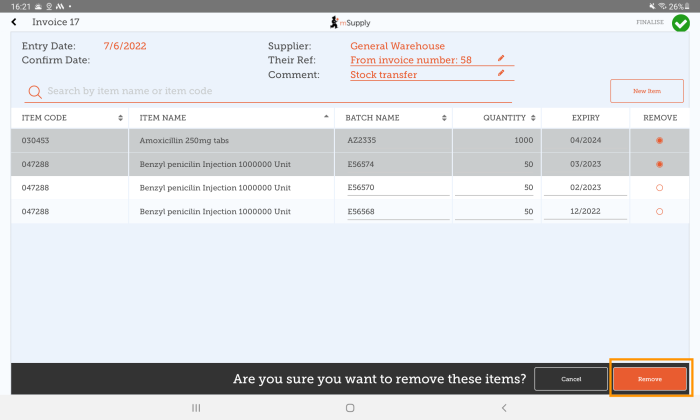 16:21 26%
Invoice 17 mSupply FINALISE
Entry Date: 7/6/2022 Supplier: General Warehouse
Confirm Date: Their Ref: From invoice number: 58
Comment: Stock transfer
Search by item name or item code New Item
ITEM CODE ITEM NAME BATCH NAME QUANTITY EXPIRY REMOVE
030453 Amoxicillin 250mg tabs AZ2335 1000 04/2024
047288 Benzyl penicilin Injection 1000000 Unit E56574 50 03/2023
047288 Benzyl penicilin Injection 1000000 Unit E56570 50 02/2023
047288 Benzyl penicilin Injection 1000000 Unit E56568 50 12/2022
Are you sure you want to remove these items? Cancel Remove